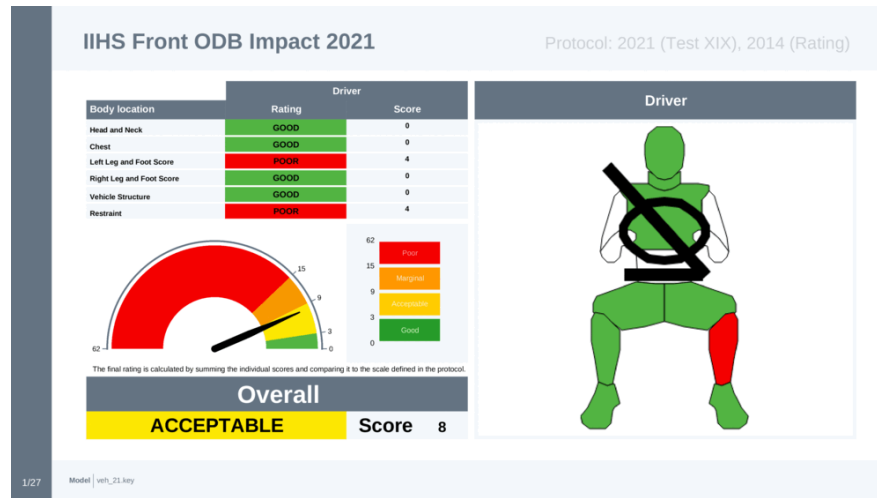 IIHS Front ODB Impact 2021
Protocol: 2021 (Test XIX), 2014 (Rating)
Driver
Body location Rating Score
Head and Neck GOOD 0
Chest GOOD 0
Left Leg and Foot Score POOR 4
Right Leg and Foot Score GOOD 0
Vehicle Structure GOOD 0
Restraint POOR 4
Driver
15
9
3
0
62
62
Poor
15
Marginal
9
Acceptable
3
Good
0
The final rating is calculated by summing the individual scores and comparing it to the scale defined in the protocol.
Overall
ACCEPTABLE Score 8
1/27
Model veh_21.key